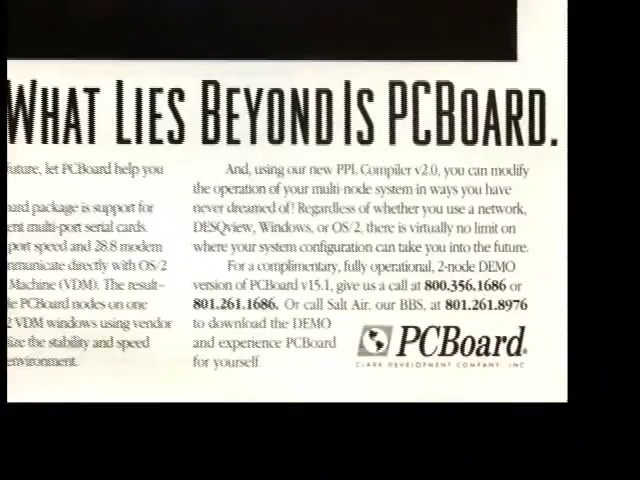 WHAT LIES BEYOND IS PCBOARD.
future, let PCBoard help you
ard package is support for
ent multi-port serial cards.
port speed and 28.8 modem
mmunicate directly with OS/2
Machine (VDM). The result–
le PCBoard nodes on one
2 VDM windows using vendor
ize the stability and speed
environment.
And, using our new PPL Compiler v2.0, you can modify
the operation of your multi-node system in ways you have
never dreamed of! Regardless of whether you use a network,
DESQview, Windows, or OS/2, there is virtually no limit on
where your system configuration can take you into the future.
For a complimentary, fully operational, 2-node DEMO
version of PCBoard v15.1, give us a call at 800.356.1686 or
801.261.1686. Or call Salt Air, our BBS, at 801.261.8976
to download the DEMO
and experience PCBoard
for yourself
PCBoard®
CLARK DEVELOPMENT COMPANY, INC